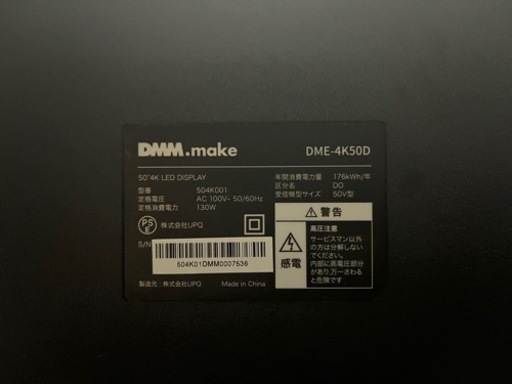 DMM.make
DME-4K50D
50"4K LED DISPLAY
型番 504K001
定格電圧 AC 100V~ 50/60Hz
定格消費電力 130W
年間消費電力量 176kWh/年
区分名 DO
受信機型サイズ 50V型
PS
E
株式会社UPQ
S/N
504K01DMM0007536
製造元:株式会社UPQ Made in China
警告
感電
高圧注意
サービスマン以外
の方は分解しない
でください。
内部に高電圧部分
があり、万一さわる
と危険です